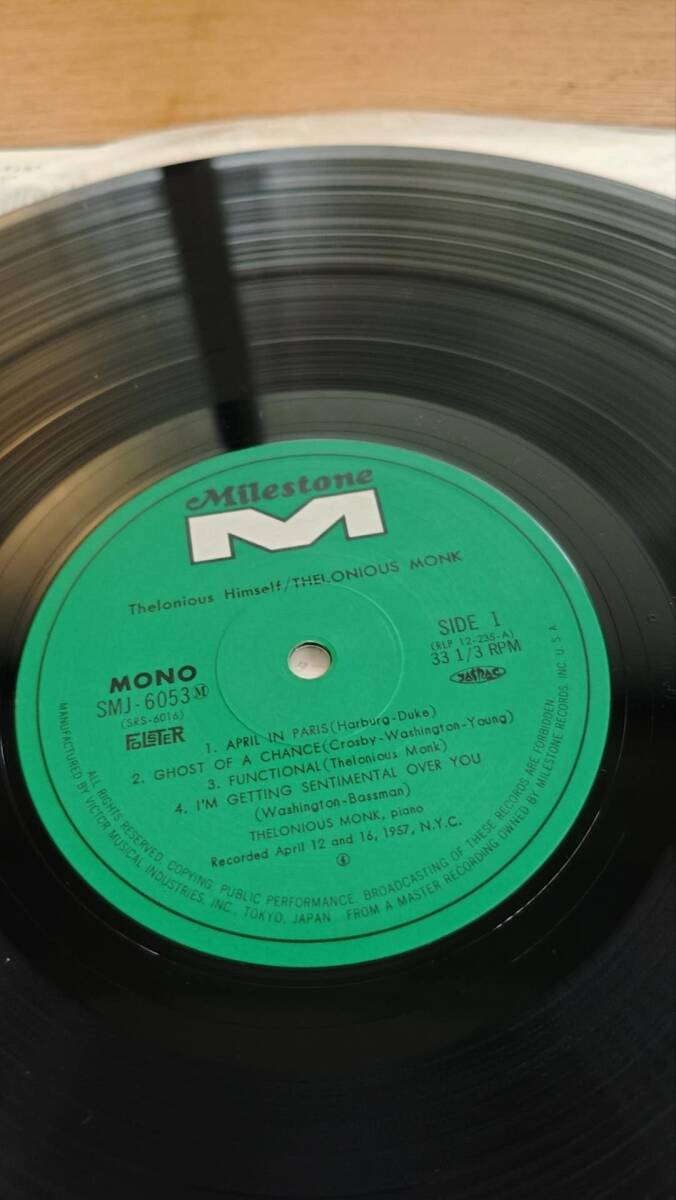 Milestone
M
Thelonious Himself/THELONIOUS MONK
MONO
SMJ-6053 M
(SRS-6016)
FOLSTER
SIDE 1
(RLP 12-235-A)
33 1/3 RPM
JASRAC
1. APRIL IN PARIS(Harburg-Duke)
2. GHOST OF A CHANCE(Crosby-Washington-Young)
3. FUNCTIONAL(Thelonious Monk)
4. I'M GETTING SENTIMENTAL OVER YOU
(Washington-Bassman)
THELONIOUS MONK, piano
Recorded April 12 and 16, 1957, N.Y.C.
ALL RIGHTS RESERVED. COPYING, PUBLIC PERFORMANCE, BROADCASTING OF THESE RECORDS ARE FORBIDDEN.
MANUFACTURED BY VICTOR MUSICAL INDUSTRIES, INC., TOKYO, JAPAN. FROM A MASTER RECORDING OWNED BY MILESTONE RECORDS, INC. U.S.A.